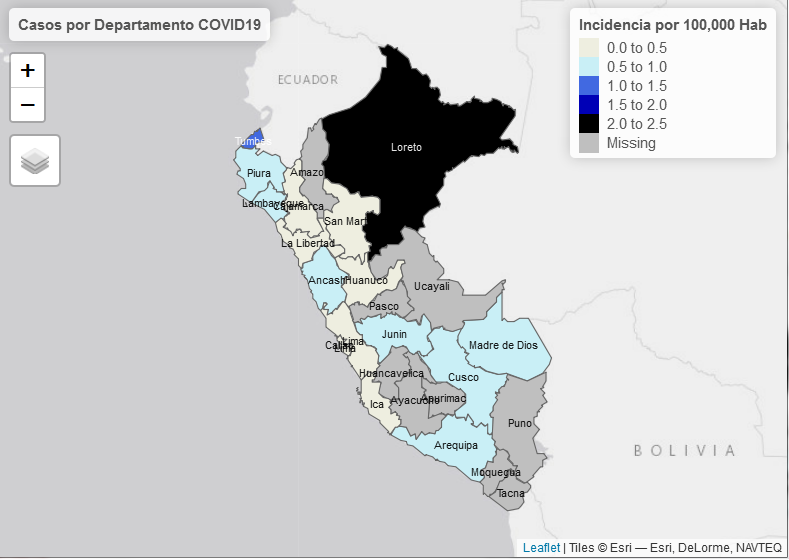 Casos por Departamento COVID19
Incidencia por 100,000 Hab
0.0 to 0.5
0.5 to 1.0
1.0 to 1.5
1.5 to 2.0
2.0 to 2.5
Missing
+
−
ECUADOR
Tumbes
Loreto
Piura
Amazo
Lambayeque
Cajamarca
San Mart
La Libertad
Ancash
Huanuco
Ucayali
Pasco
Lima
Callao
Lima
Junin
Madre de Dios
Huancavelica
Cusco
Ica
Ayacucho
Apurimac
Puno
Arequipa
BOLIVIA
Moquegua
Tacna
Leaflet | Tiles © Esri — Esri, DeLorme, NAVTEQ